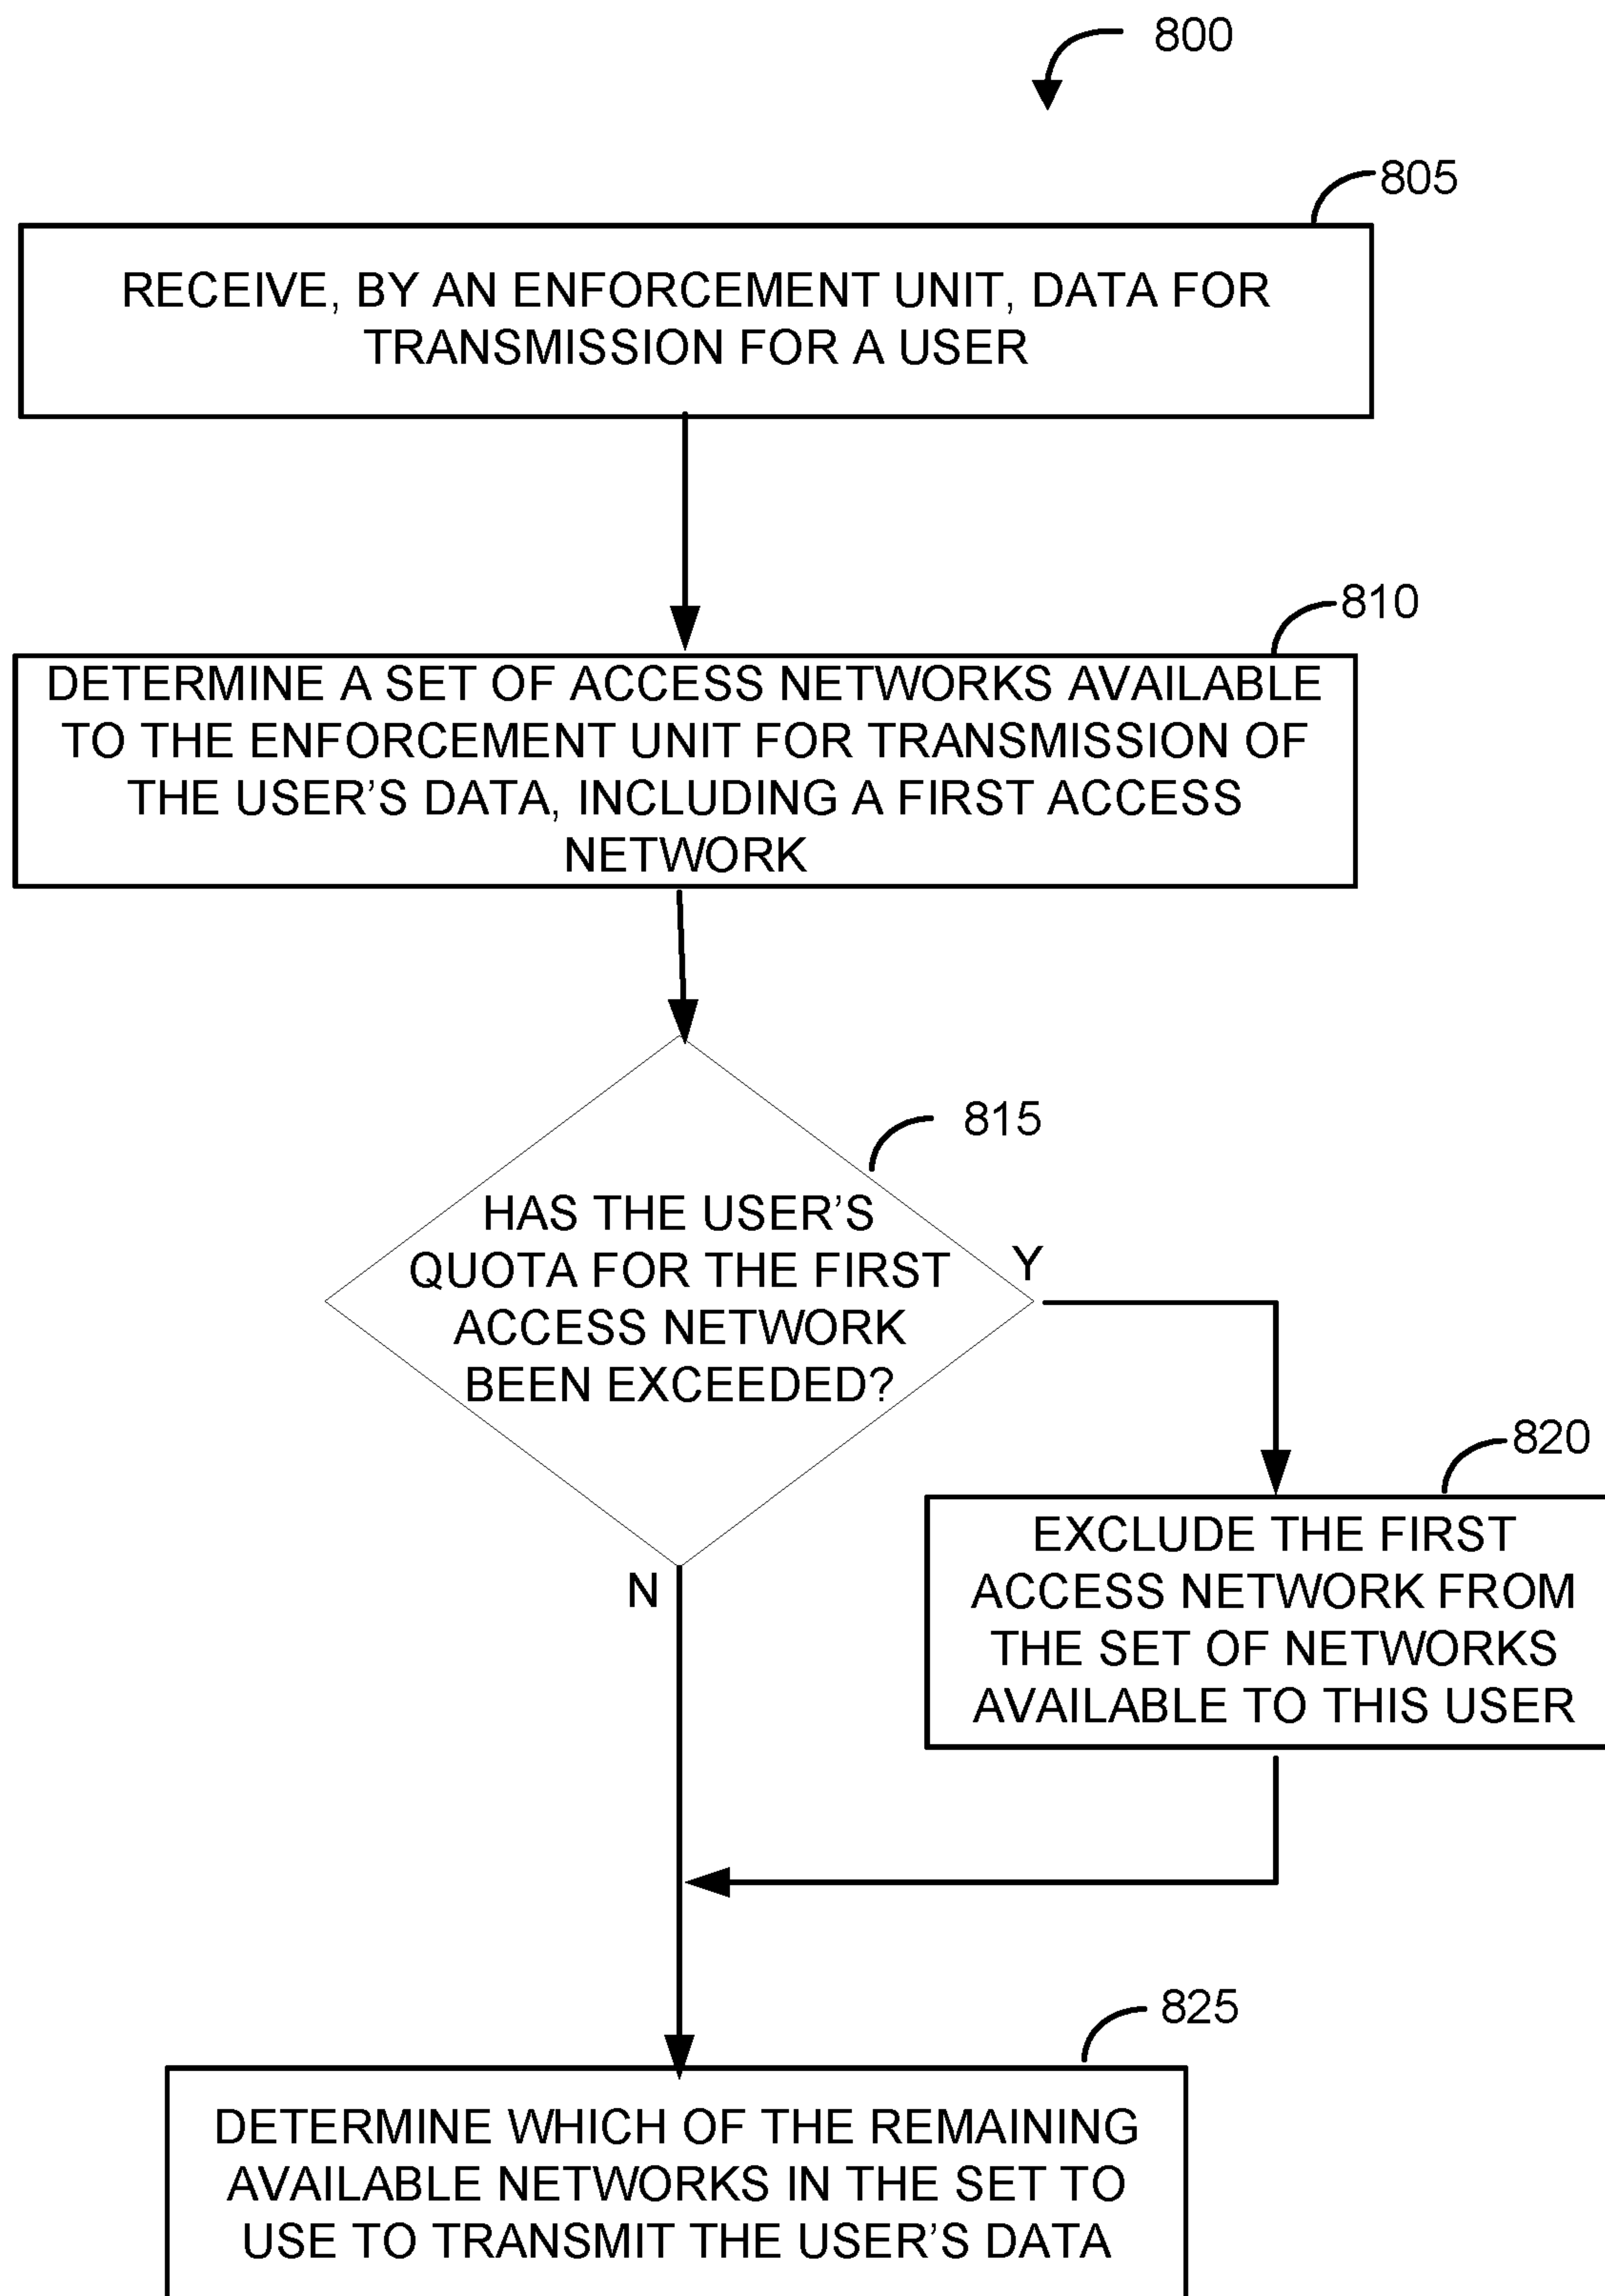 800
805
RECEIVE, BY AN ENFORCEMENT UNIT, DATA FOR
TRANSMISSION FOR A USER
810
DETERMINE A SET OF ACCESS NETWORKS AVAILABLE
TO THE ENFORCEMENT UNIT FOR TRANSMISSION OF
THE USER’S DATA, INCLUDING A FIRST ACCESS
NETWORK
815
HAS THE USER’S
QUOTA FOR THE FIRST
ACCESS NETWORK
BEEN EXCEEDED?
Y
820
EXCLUDE THE FIRST
ACCESS NETWORK FROM
THE SET OF NETWORKS
AVAILABLE TO THIS USER
N
825
DETERMINE WHICH OF THE REMAINING
AVAILABLE NETWORKS IN THE SET TO
USE TO TRANSMIT THE USER’S DATA